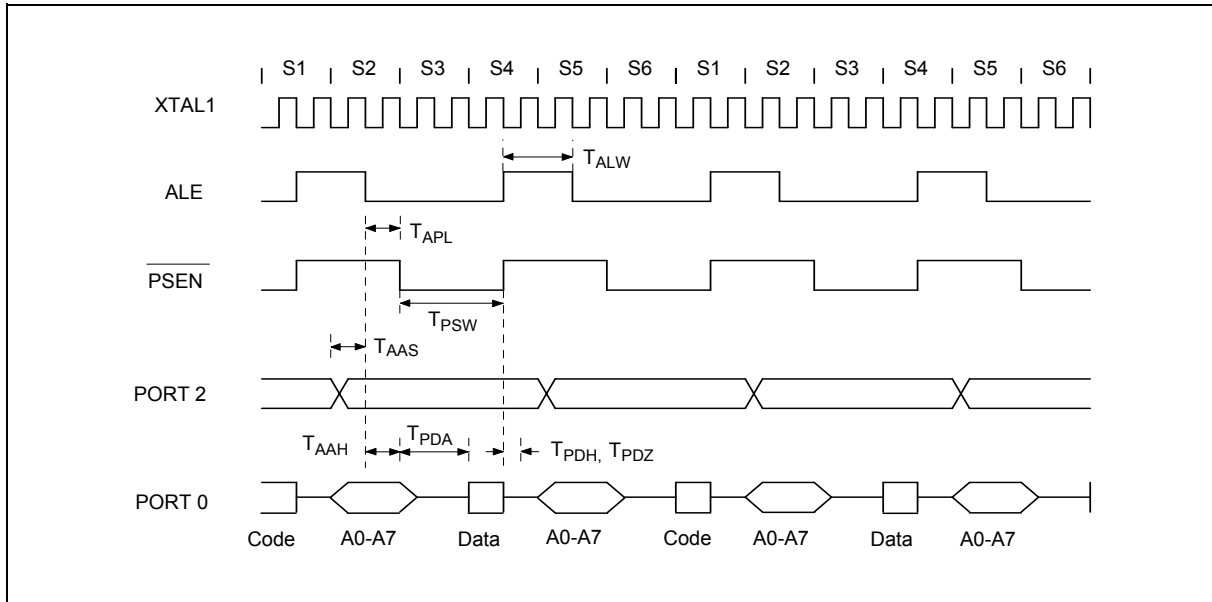 S1 S2 S3 S4 S5 S6 S1 S2 S3 S4 S5 S6
XTAL1
TALW
ALE
TAPL
PSEN
TPSW
TAAS
PORT 2
TAAH TPDA TPDH, TPDZ
PORT 0
Code A0-A7 Data A0-A7 Code A0-A7 Data A0-A7